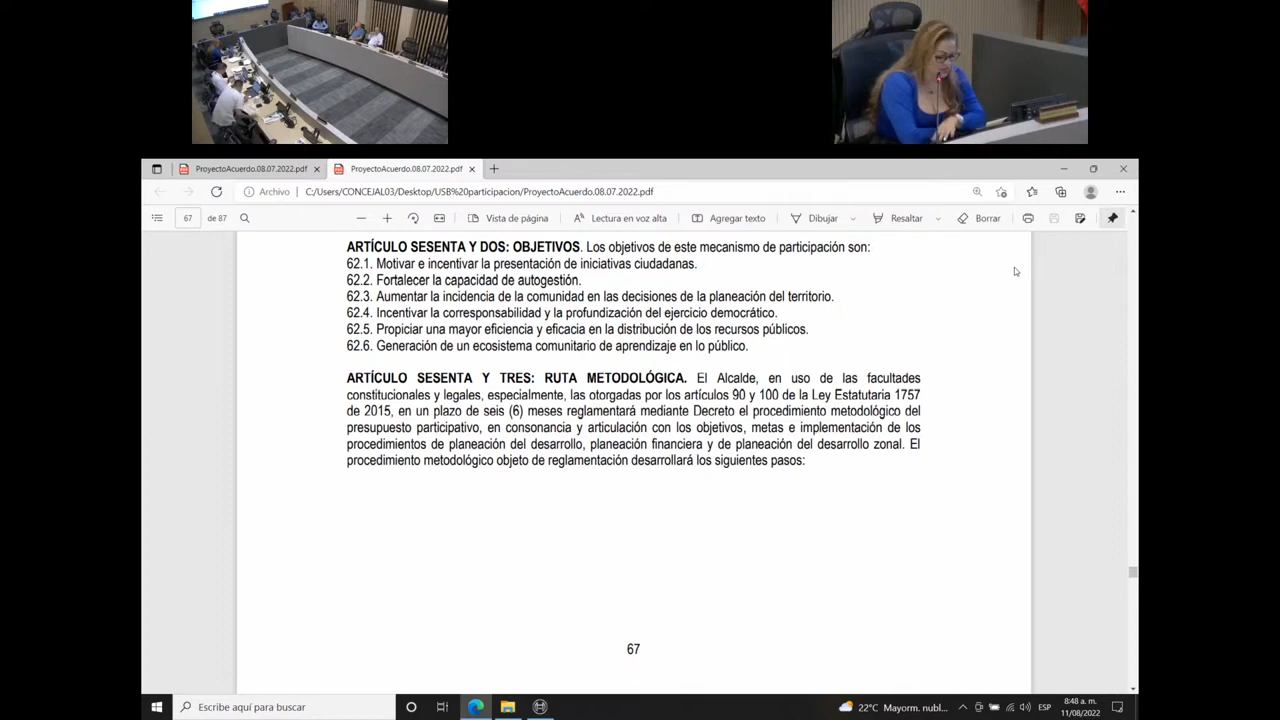 ProyectoAcuerdo.08.07.2022.pdf
ProyectoAcuerdo.08.07.2022.pdf
Archivo C:/Users/CONCEJAL03/Desktop/USB%20participacion/ProyectoAcuerdo.08.07.2022.pdf
67 de 87 Vista de página Lectura en voz alta Agregar texto Dibujar Resaltar Borrar
ARTÍCULO SESENTA Y DOS: OBJETIVOS. Los objetivos de este mecanismo de participación son:
62.1. Motivar e incentivar la presentación de iniciativas ciudadanas.
62.2. Fortalecer la capacidad de autogestión.
62.3. Aumentar la incidencia de la comunidad en las decisiones de la planeación del territorio.
62.4. Incentivar la corresponsabilidad y la profundización del ejercicio democrático.
62.5. Propiciar una mayor eficiencia y eficacia en la distribución de los recursos públicos.
62.6. Generación de un ecosistema comunitario de aprendizaje en lo público.
ARTÍCULO SESENTA Y TRES: RUTA METODOLÓGICA. El Alcalde, en uso de las facultades
constitucionales y legales, especialmente, las otorgadas por los artículos 90 y 100 de la Ley Estatutaria 1757
de 2015, en un plazo de seis (6) meses reglamentará mediante Decreto el procedimiento metodológico del
presupuesto participativo, en consonancia y articulación con los objetivos, metas e implementación de los
procedimientos de planeación del desarrollo, planeación financiera y de planeación del desarrollo zonal. El
procedimiento metodológico objeto de reglamentación desarrollará los siguientes pasos:
67
Escribe aquí para buscar
22°C Mayorm. nubl...
ESP
8:48 a. m.
11/08/2022